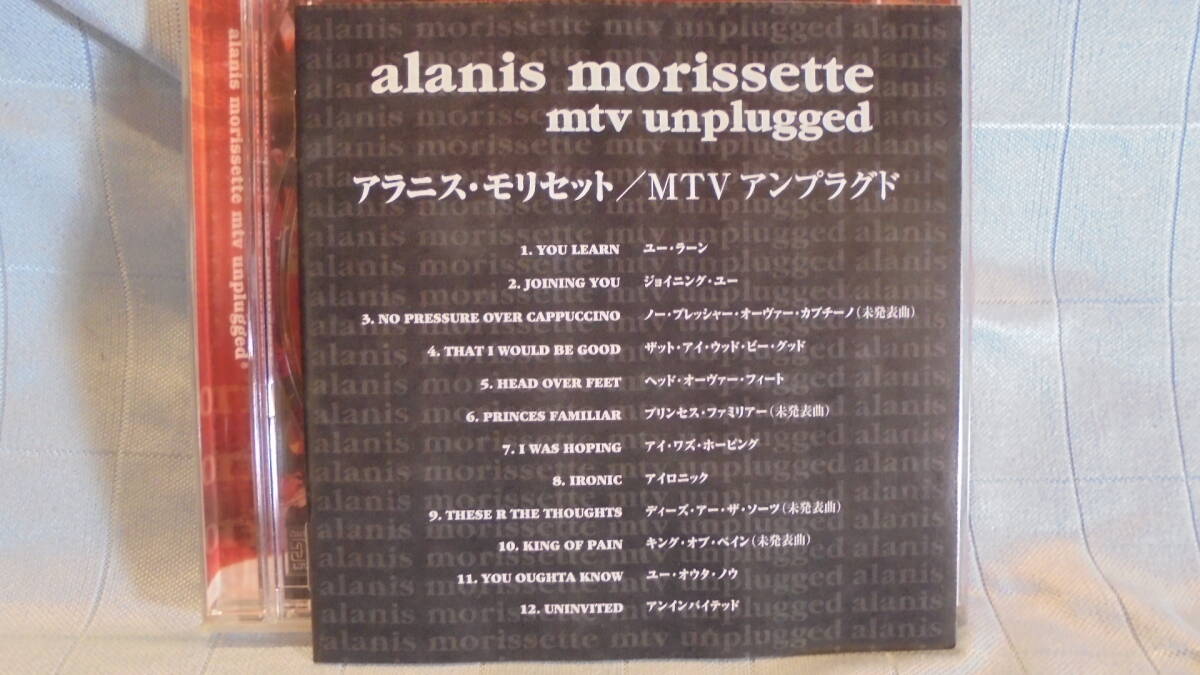 alanis morissette
mtv unplugged
アラニス・モリセット／MTV アンプラグド
1. YOU LEARN ユー・ラーン
2. JOINING YOU ジョイニング・ユー
3. NO PRESSURE OVER CAPPUCCINO ノー・プレッシャー・オーヴァー・カプチーノ（未発表曲）
4. THAT I WOULD BE GOOD ザット・アイ・ウッド・ビー・グッド
5. HEAD OVER FEET ヘッド・オーヴァー・フィート
6. PRINCES FAMILIAR プリンセス・ファミリアー（未発表曲）
7. I WAS HOPING アイ・ワズ・ホーピング
8. IRONIC アイロニック
9. THESE R THE THOUGHTS ディーズ・アー・ザ・ソーツ（未発表曲）
10. KING OF PAIN キング・オブ・ペイン（未発表曲）
11. YOU OUGHTA KNOW ユー・オウタ・ノウ
12. UNINVITED アンインバイテッド
alanis morissette mtv unplugged